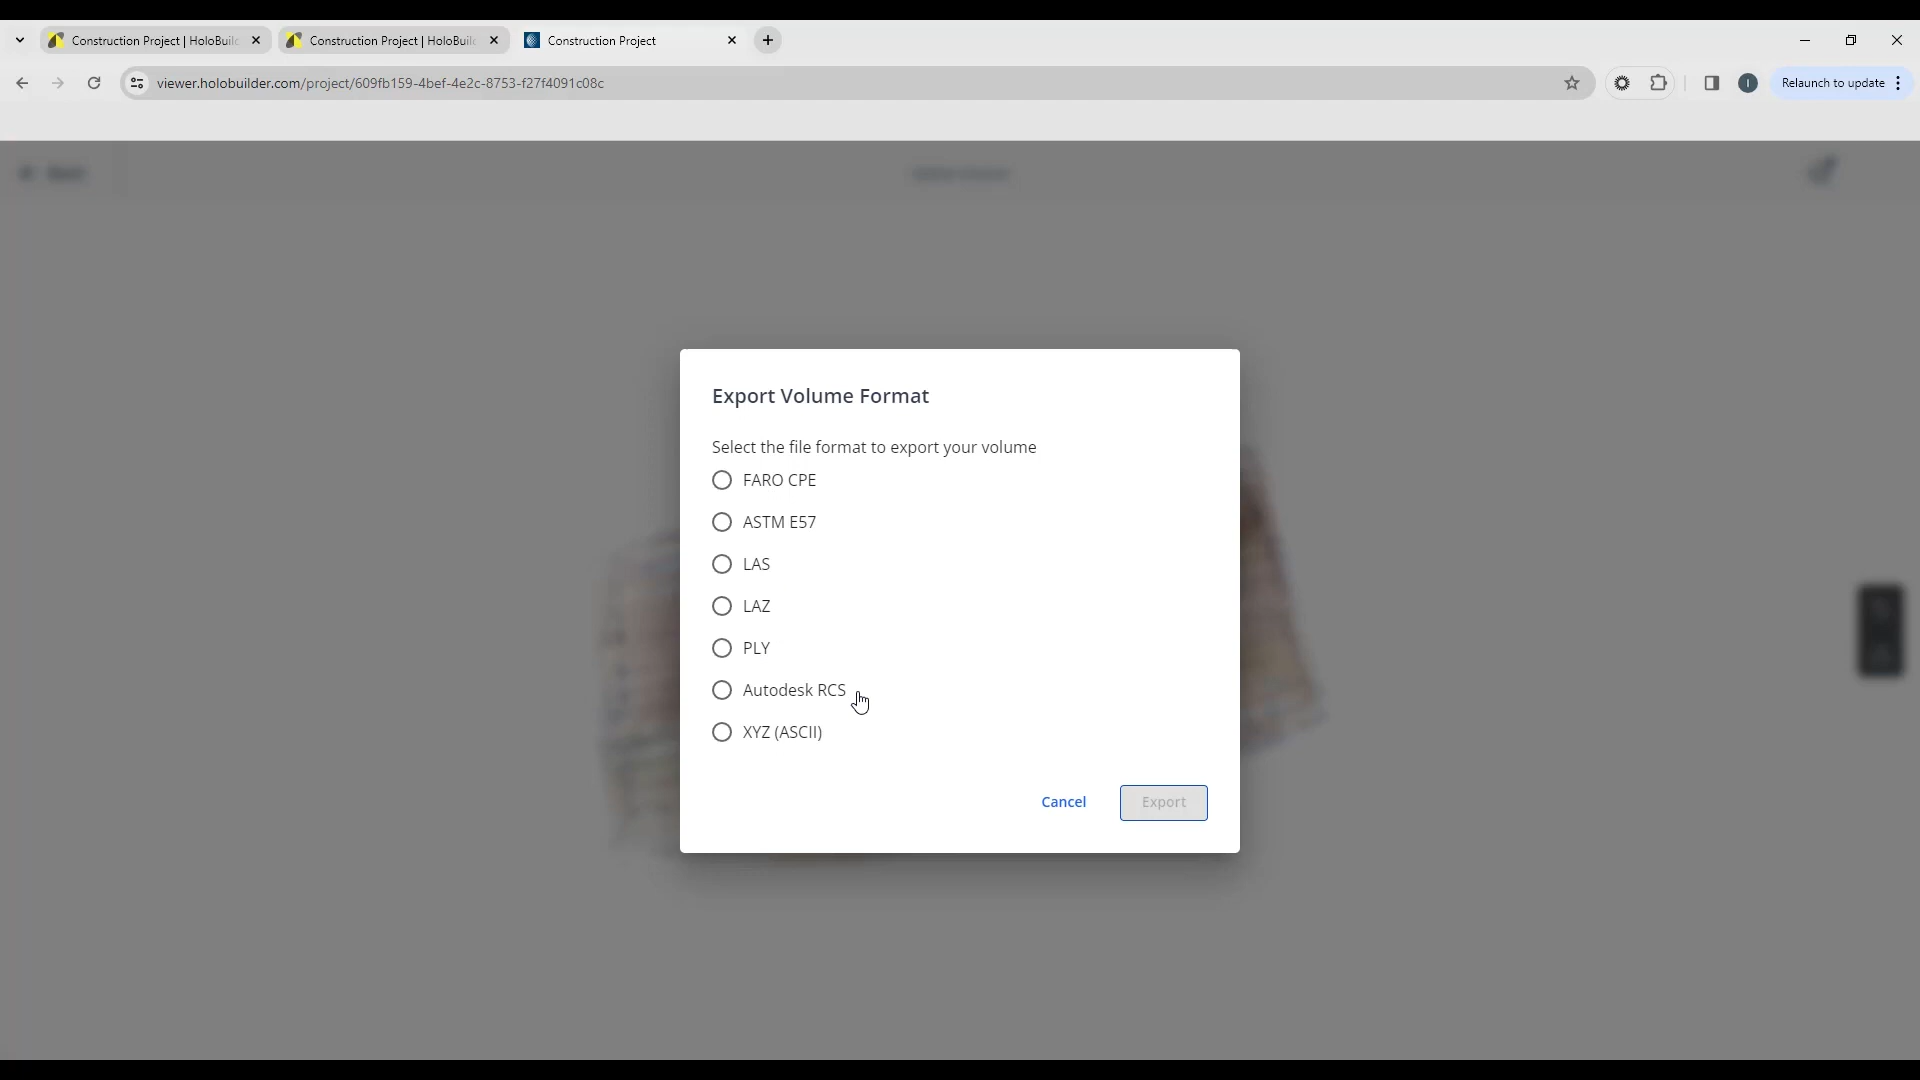 Construction Project | HoloBuil
Construction Project | HoloBuil
Construction Project
viewer.holobuilder.com/project/609fb159-4bef-4e2c-8753-f27f4091c08c
I
Relaunch to update
Export Volume Format
Select the file format to export your volume
FARO CPE
ASTM E57
LAS
LAZ
PLY
Autodesk RCS
XYZ (ASCII)
Cancel
Export